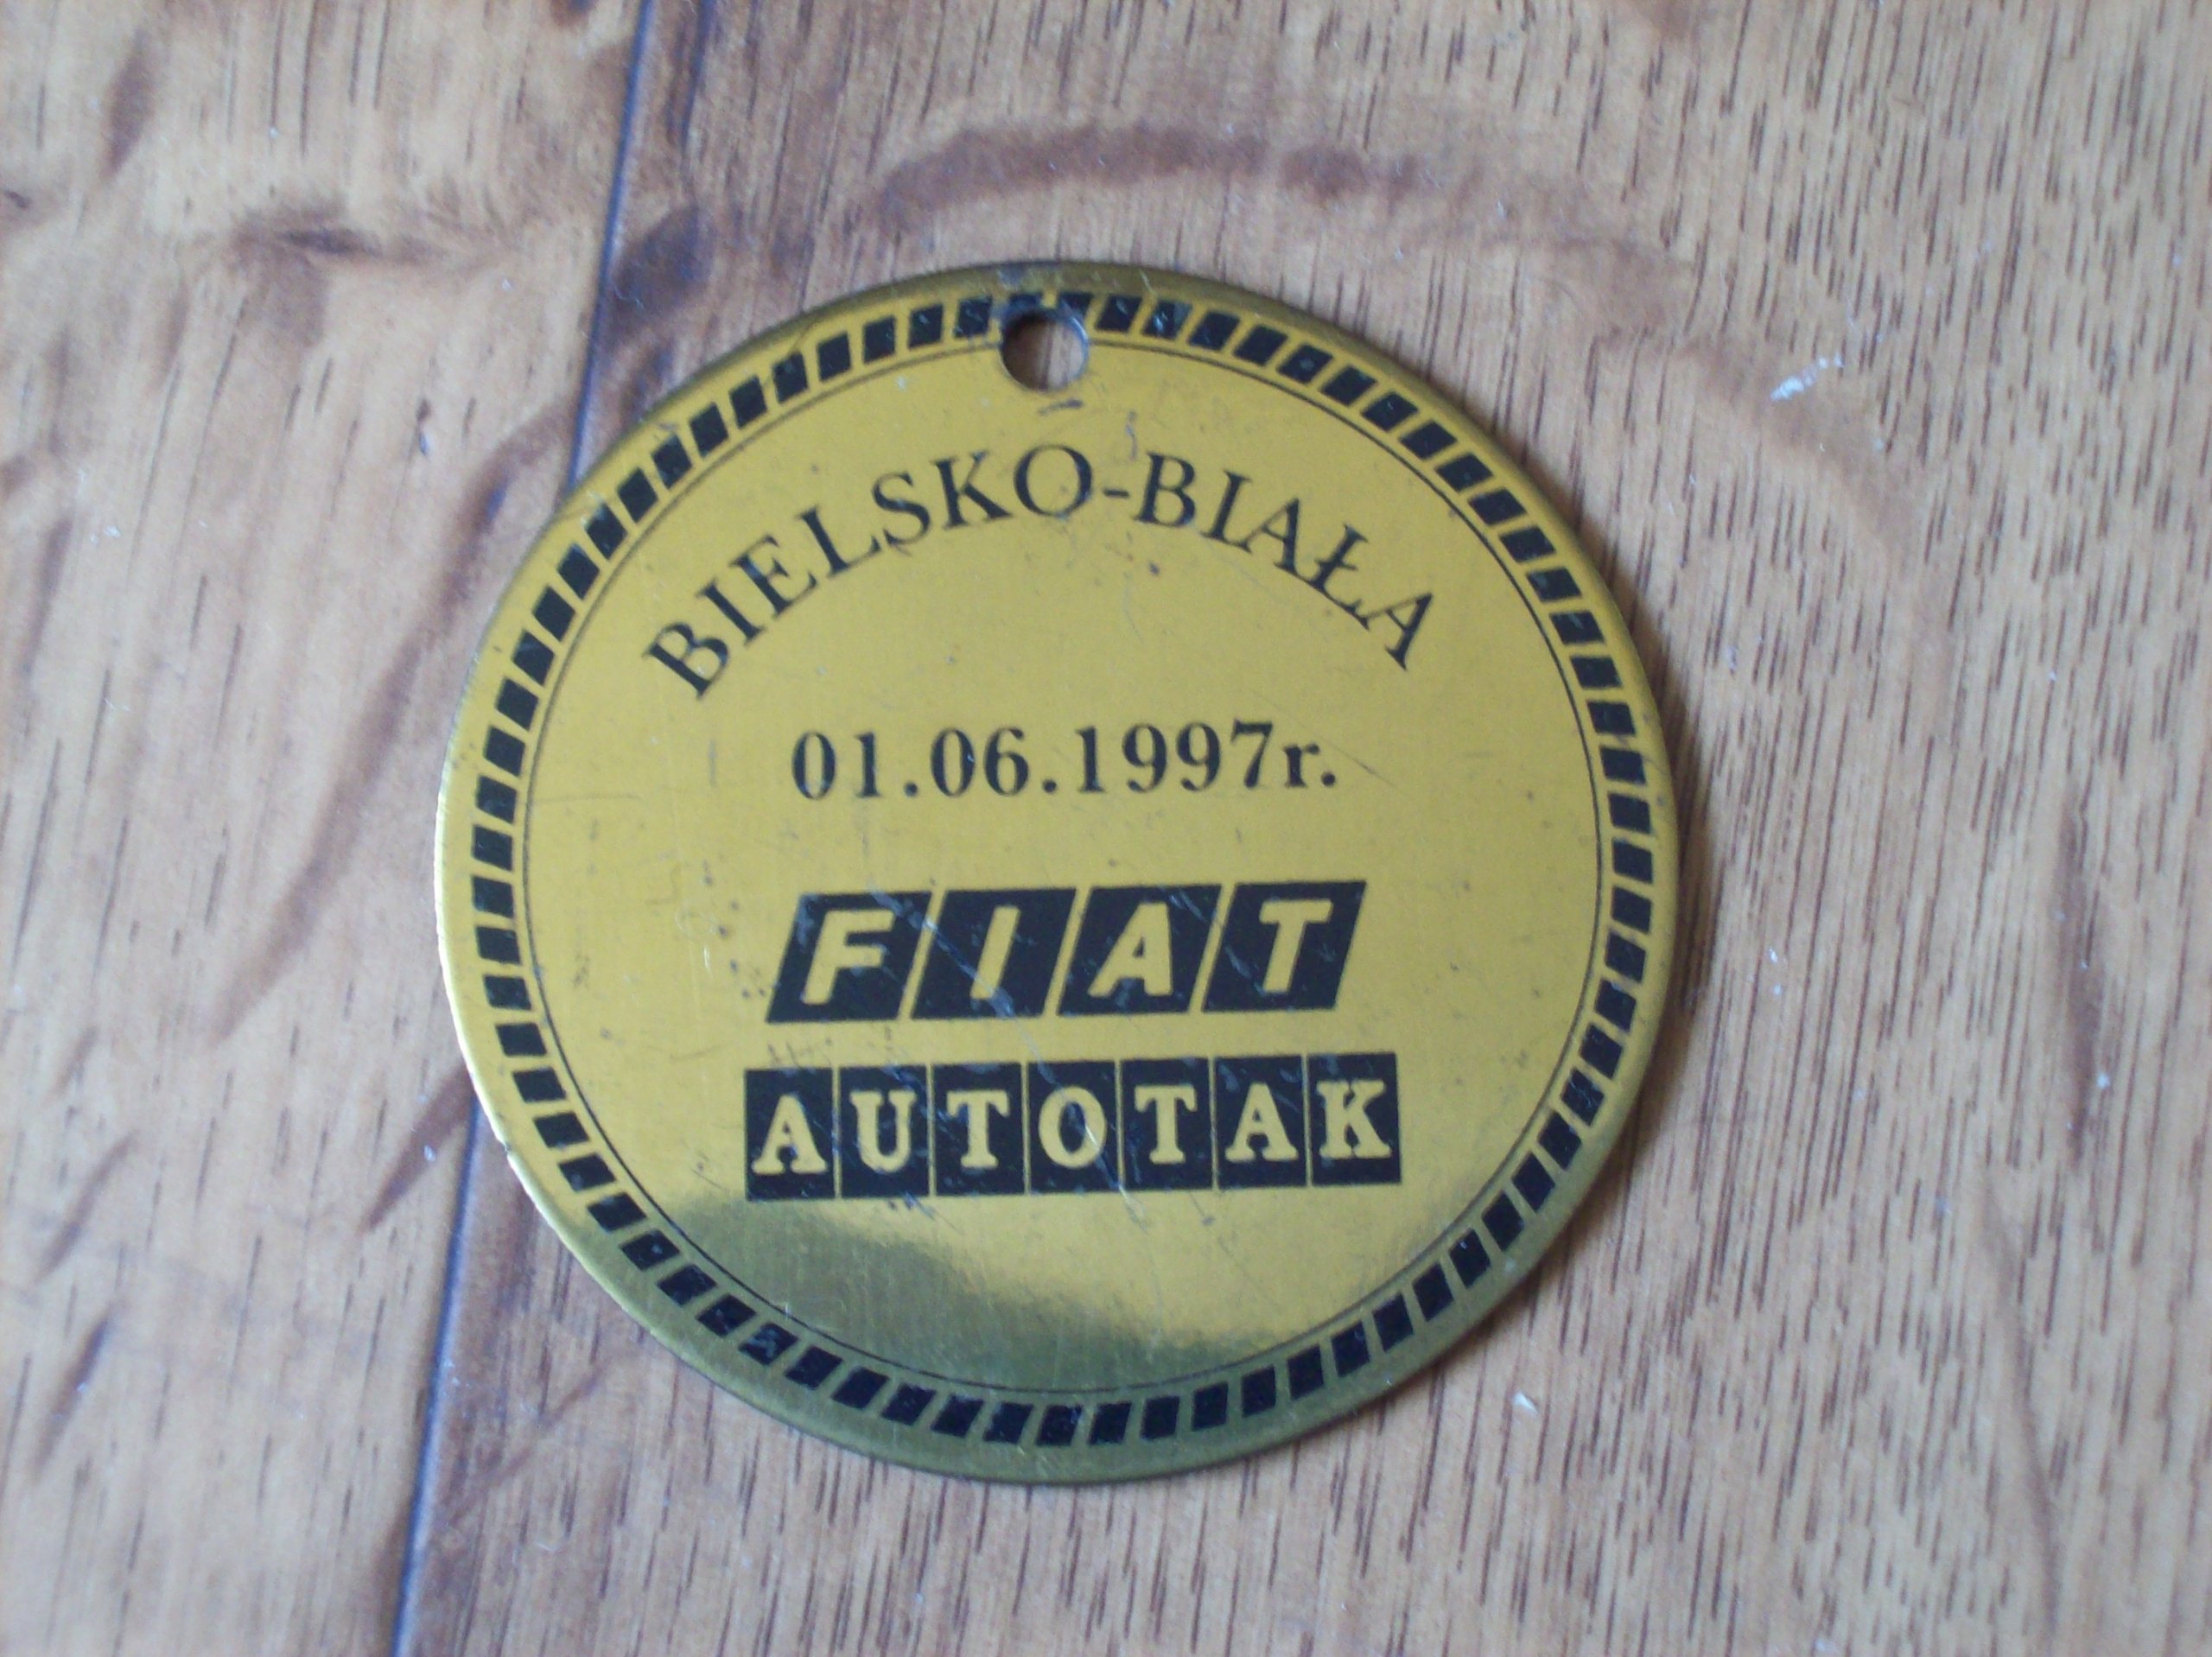 BIELSKO-BIAŁA
01.06.1997r.
FIAT
AUTOTAK